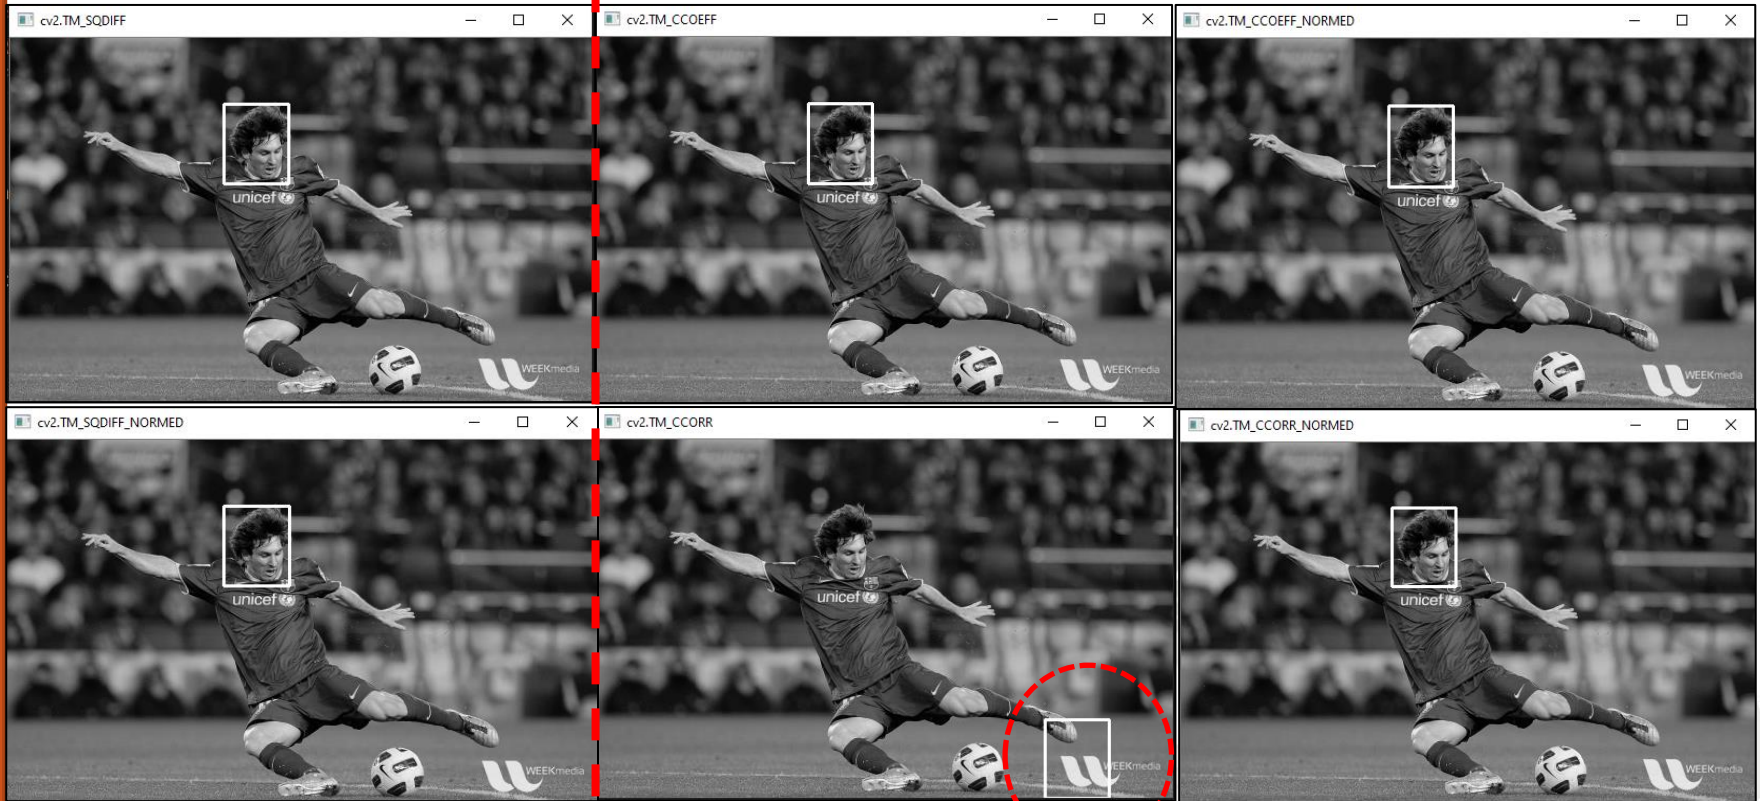 cv2.TM_SQDIFF
cv2.TM_CCOEFF
cv2.TM_CCOEFF_NORMED
unicef
unicef
unicef
WEEKmedia
WEEKmedia
WEEKmedia
cv2.TM_SQDIFF_NORMED
cv2.TM_CCORR
cv2.TM_CCORR_NORMED
unicef
unicef
unicef
WEEKmedia
WEEKmedia
WEEKmedia